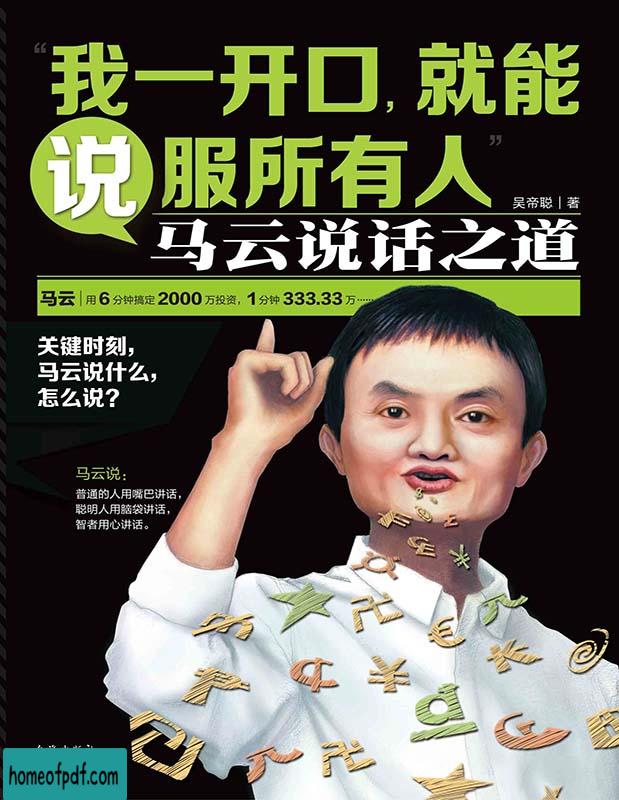 “我一开口，就能
说服所有人”
吴帝聪｜著
马云说话之道
马云｜用6分钟搞定2000万投资，1分钟333.33万……
关键时刻，
马云说什么，
怎么说？
马云说：
普通的人用嘴巴讲话，
聪明人用脑袋讲话，
智者用心讲话。
homeofpdf.com